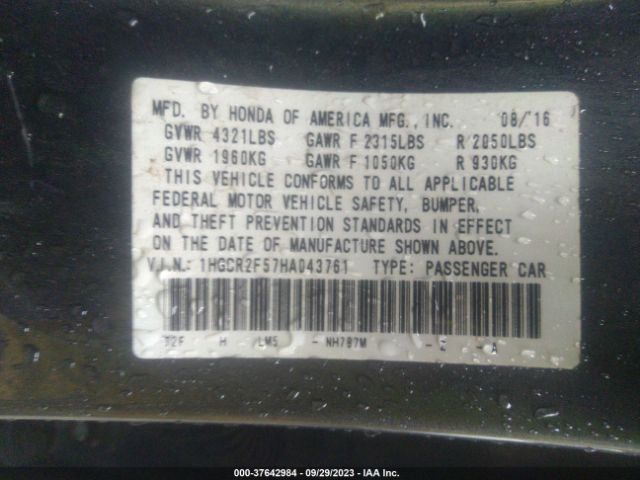 MFD. BY HONDA OF AMERICA MFG., INC. 08/'16
GVWR 4321LBS GAWR F 2315LBS R 2050LBS
GVWR 1960KG GAWR F 1050KG R 930KG
THIS VEHICLE CONFORMS TO ALL APPLICABLE
FEDERAL MOTOR VEHICLE SAFETY, BUMPER,
AND THEFT PREVENTION STANDARDS IN EFFECT
ON THE DATE OF MANUFACTURE SHOWN ABOVE.
V.I.N.: 1HGCR2F57HA043761 TYPE: PASSENGER CAR
T2F H LM5 - NH797M - Z - A
000-37642984 - 09/29/2023 - IAA Inc.